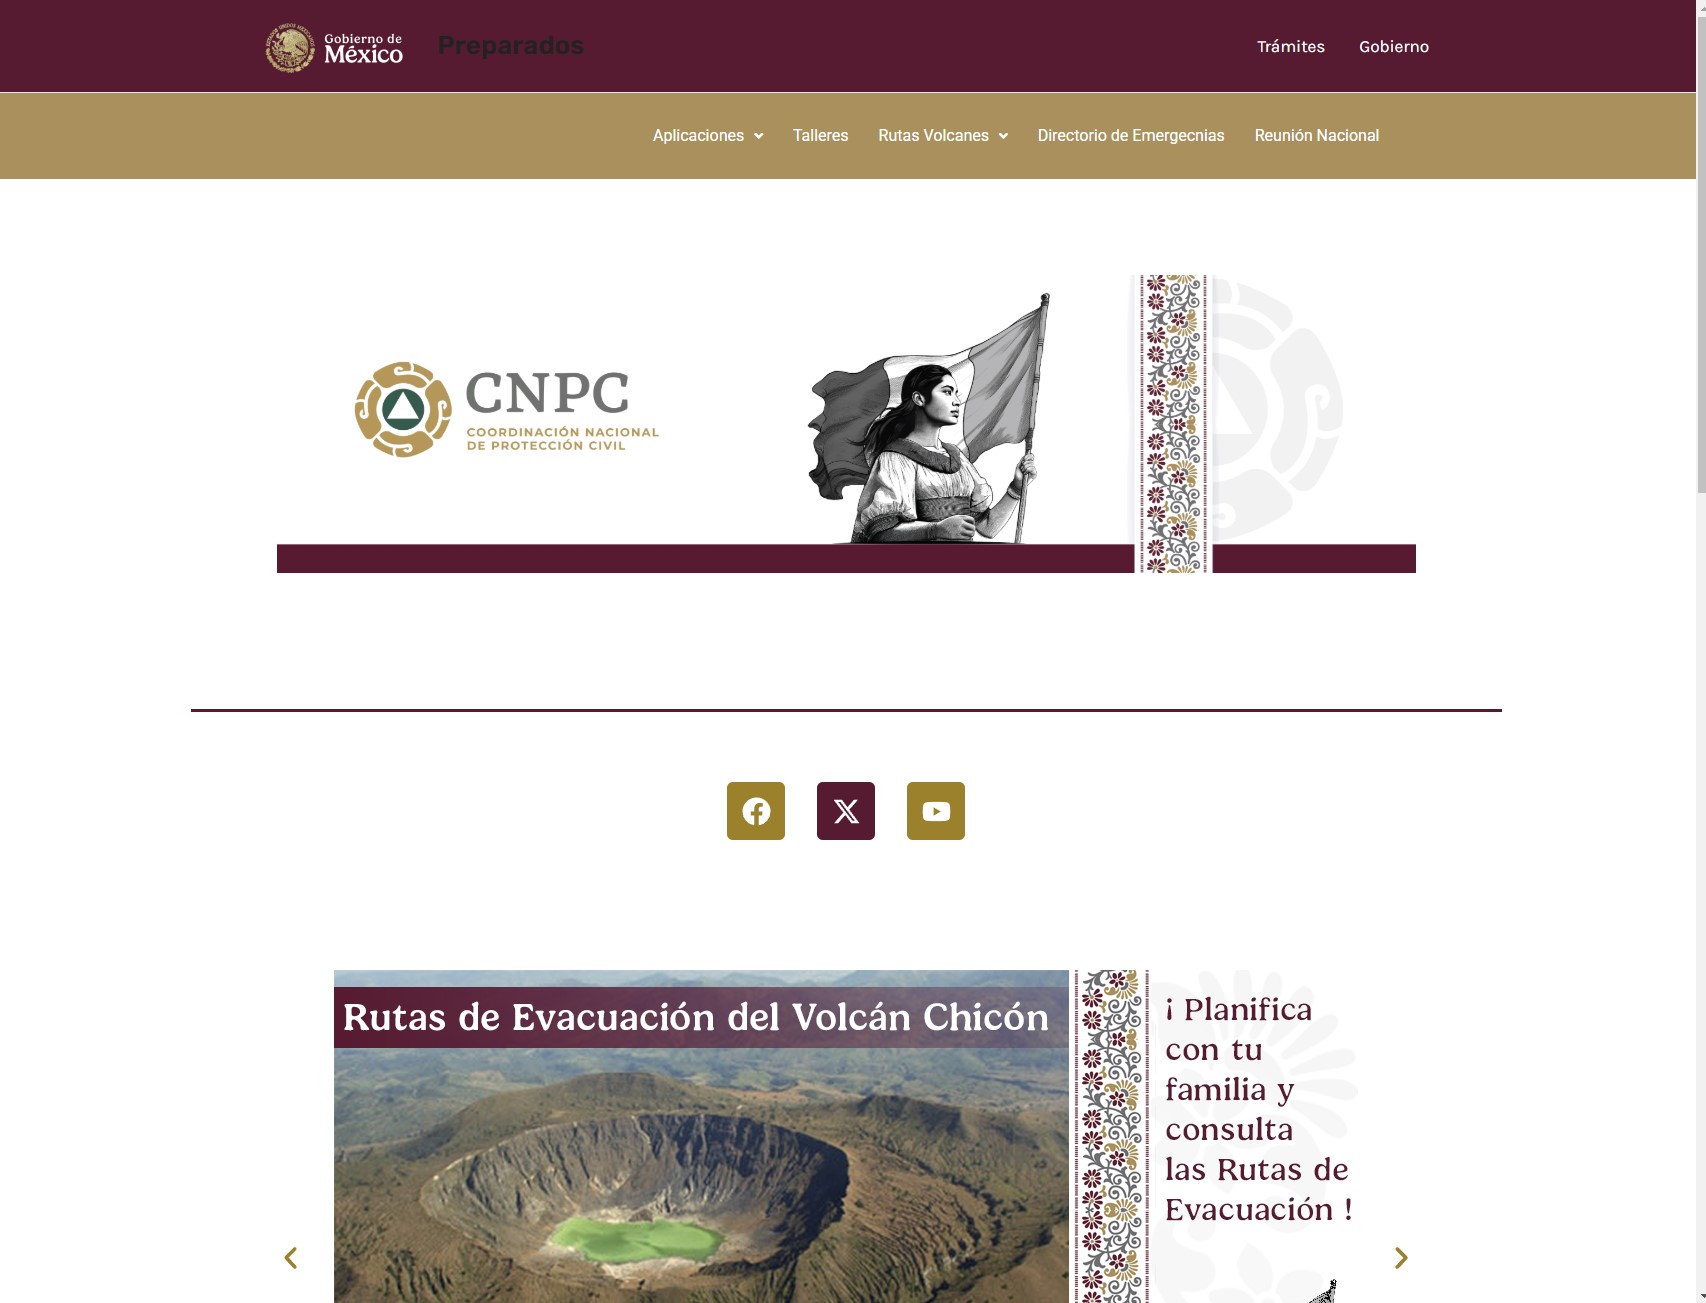 Gobierno de
México
Preparados
Trámites
Gobierno
Aplicaciones
Talleres
Rutas Volcanes
Directorio de Emergecnias
Reunión Nacional
CNPC
COORDINACIÓN NACIONAL
DE PROTECCIÓN CIVIL
Rutas de Evacuación del Volcán Chicón
¡ Planifica
con tu
familia y
consulta
las Rutas de
Evacuación !